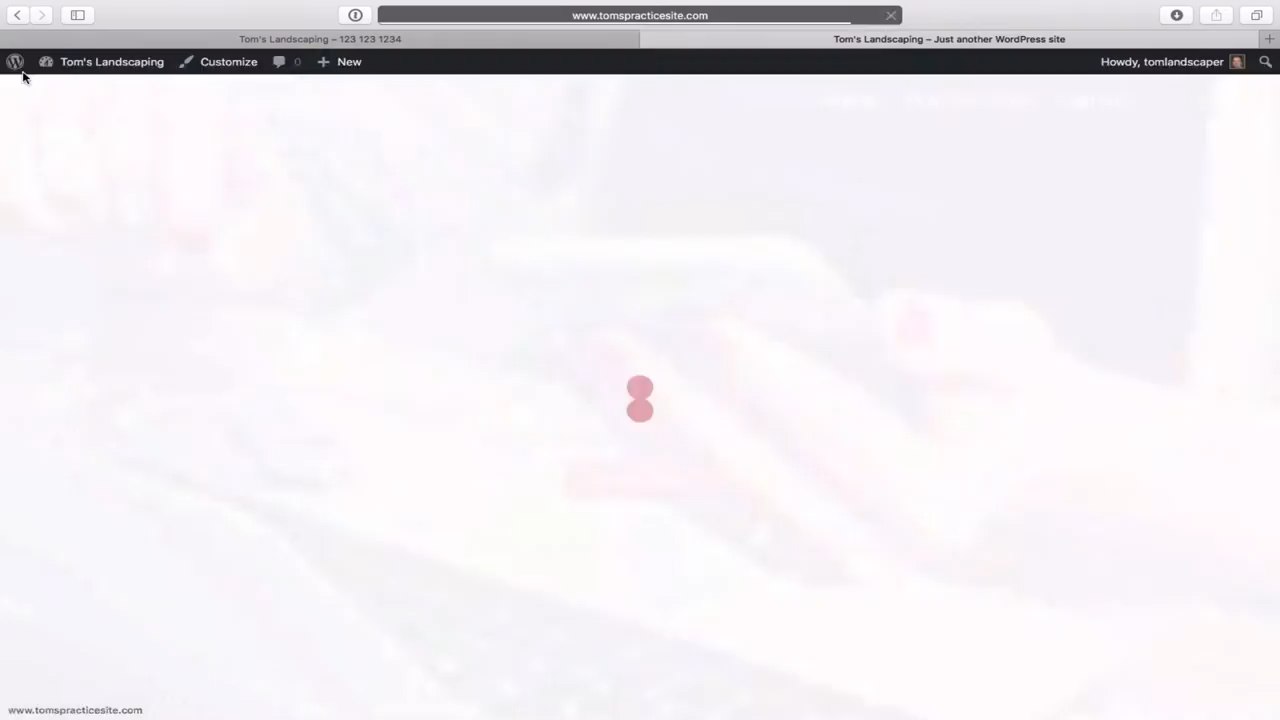 www.tomspracticesite.com
Tom's Landscaping – 123 123 1234
Tom's Landscaping – Just another WordPress site
Tom's Landscaping Customize 0 New Howdy, tomlandscaper
www.tomspracticesite.com